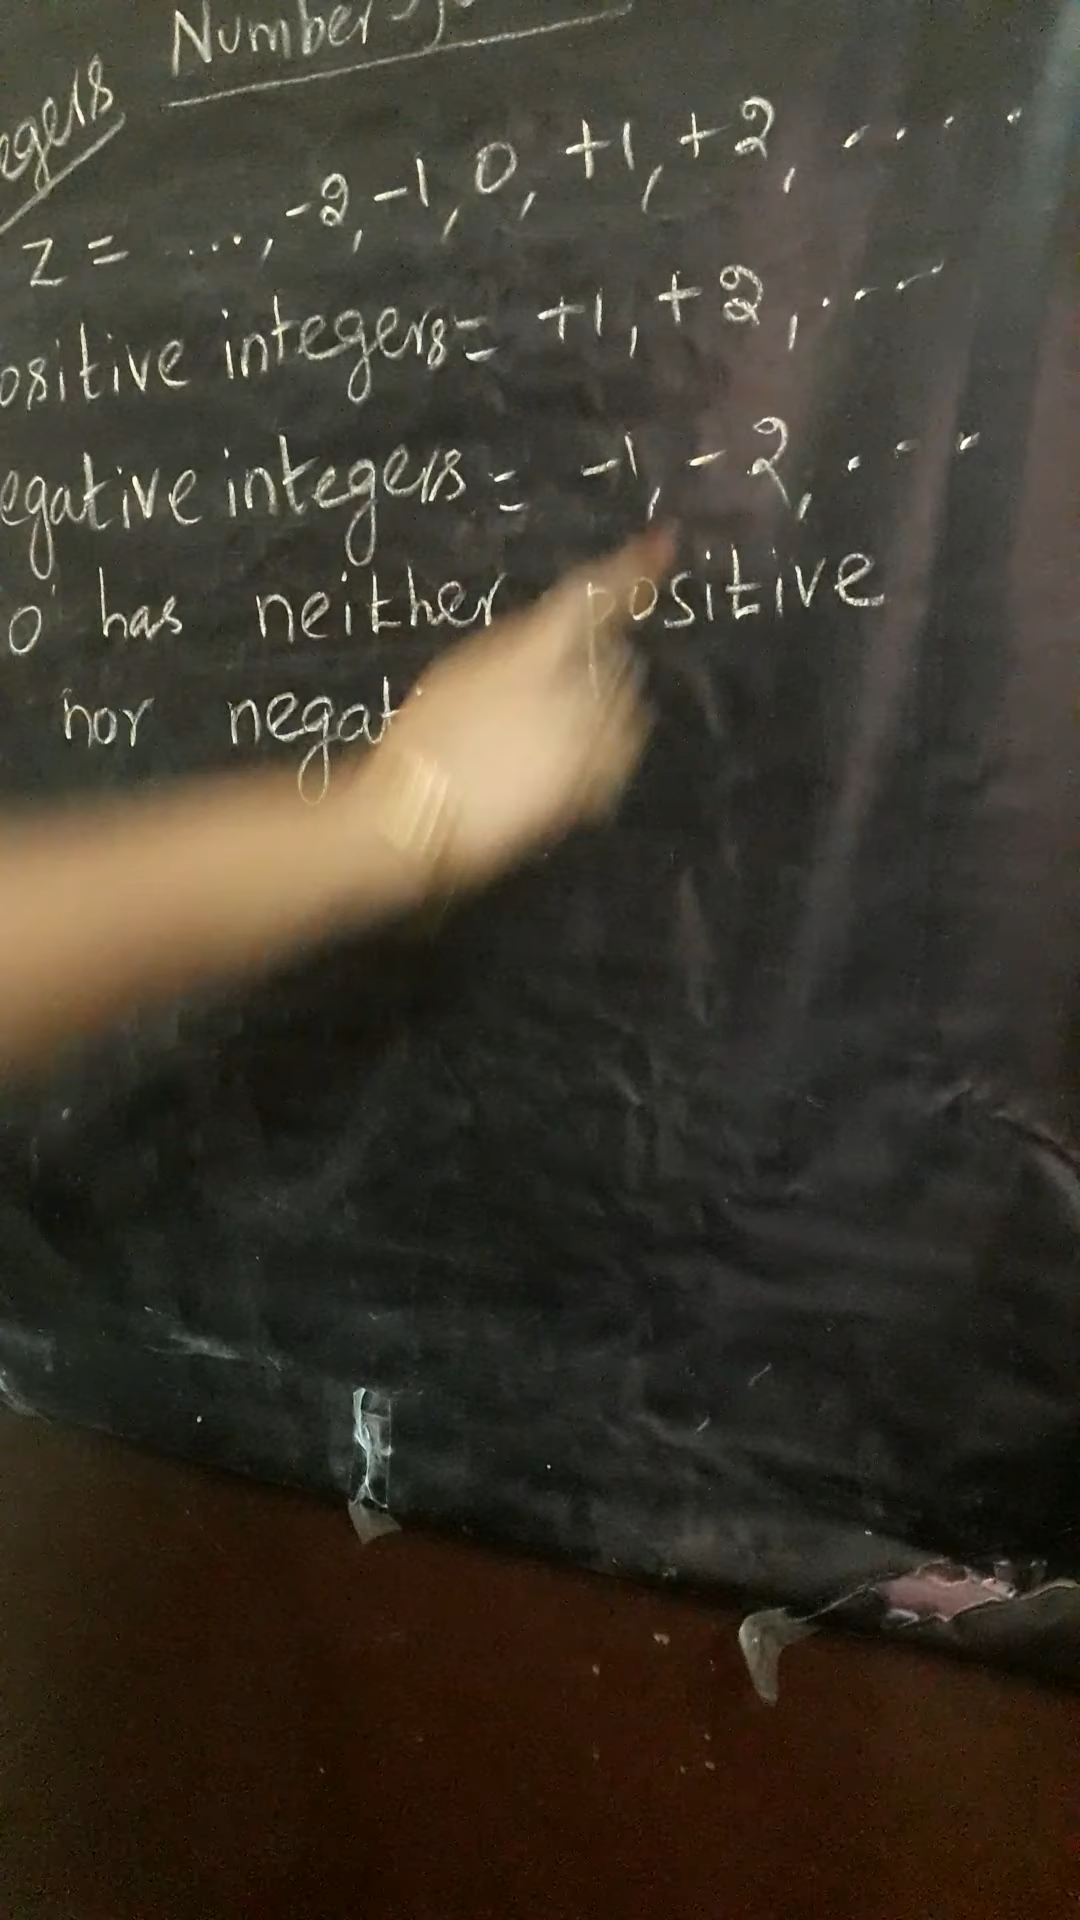 Number
egers
Z = ...., -2, -1, 0, +1, +2, .....
ositive integers = +1, +2, .....
egative integers = -1, -2, ....
'0' has neither positive
nor negat